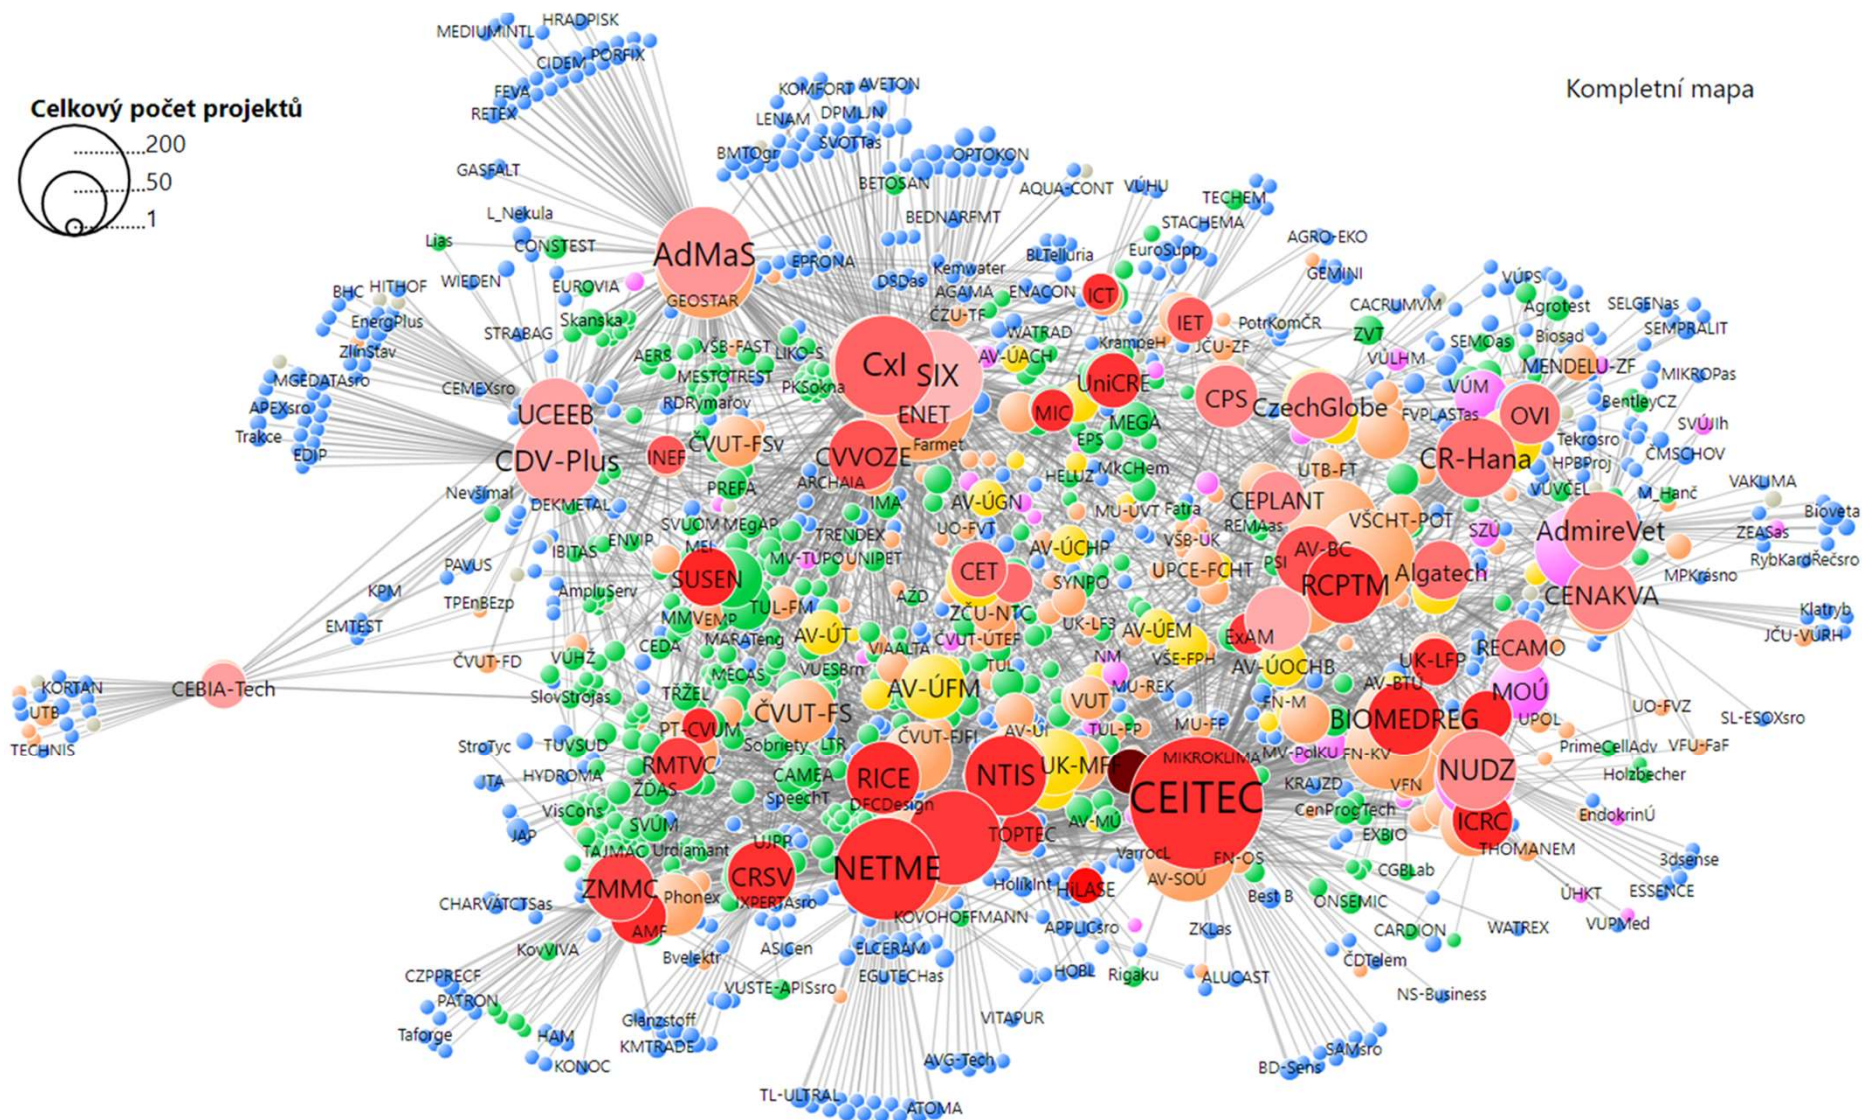 Kompletní mapa
Celkový počet projektů
200
50
1
MEDIUMINTL
HRADPISK
CIDEM
PORFIX
FEVA
RETEX
KOMFORT
AVETON
LENAM
DPMLJN
BMTOgr
SVOTTas
OPTOKON
GASFALT
BETOSAN
AQUA-CONT
VÚHU
TECHEM
L_Nekula
BEDNARFMT
STACHEMA
Lias
CONSTEST
AdMaS
EPRONA
Kemwater
BLTelluria
EuroSupp
AGRO-EKO
GEMINI
WIEDEN
EUROVIA
GEOSTAR
DSDas
AGAMA
ENACON
ICT
VÚPS
BHC
HITHOF
EnergPlus
Skanska
STRABAG
ČZU-TF
WATRAD
IET
PotrKomČR
CACRUMVM
Agrotest
SELGENas
ZlínStav
AERS
VŠB-FAST
LIKO-S
CxI
SIX
AV-ÚACH
KrampeH
JČU-ZF
ZVT
SEMOas
Biosad
SEMPRALIT
MGEDATAsro
CEMEXsro
MESTOTREST
PKSokna
UniCRE
VÚLHM
MENDELU-ZF
MIKROPas
APEXsro
RDRymařov
UCEEB
ENET
MIC
CPS
CzechGlobe
VÚM
FVPLASTas
OVI
BentleyCZ
Trakce
EDIP
CDV-Plus
INEF
ČVUT-FSv
CVVOZE
Farmet
EPS
MEGA
Tekrosro
SVÚJIh
Nevšímal
DEKMETAL
PREFA
ARCHAIA
IMA
HELUZ
MkCHem
UTB-FT
CR-Hana
HPBProj
ČMSCHOV
VÚVČEL
SVUOM
MEgAP
TRENDEX
AV-ÚGN
MU-ÚVT
Fatra
CEPLANT
VŠCHT-POT
M_Hanč
VAKLIMA
UO-FVT
REMAas
SZÚ
AdmireVet
ZEASas
Bioveta
ENVIP
IBITAS
MEI
MV-TUPO
UNIPET
AV-ÚCHP
VŠB-UK
AV-BC
PSI
RybKardŘečsro
PAVUS
KPM
SUSEN
CET
SYNPO
UPCE-FCHT
RCPTM
Algatech
MPKrásno
TPEnBEzp
AmpluServ
TUL-FM
AŽD
ZČU-NTC
CENAKVA
Klatryb
EMTEST
MMVEMP
MARATeng
AV-ÚT
ČVUT-ÚTEF
UK-LF3
AV-ÚEM
ExAM
JČU-VÚRH
ČVUT-FD
VUHŽ
CEDA
MECAS
VUESBrn
VIAALTA
TUL
NM
VŠE-FPH
AV-ÚOCHB
UK-LFP
RECAMO
KORTAN
CEBIA-Tech
SlovStrojas
TRŽEL
AV-ÚFM
MU-REK
AV-BTÚ
MOÚ
UTB
ČVUT-FS
VUT
FN-M
BIOMEDREG
UPOL
UO-FVZ
SL-ESOXsro
TECHNIS
StroTyc
TUVSUD
PT-CVUM
Sobriety
LTR
ČVUT-FJFI
AV-UI
TUL-FP
MU-FF
MV-PolKU
FN-KV
PrimeCellAdv
VFU-FaF
ITA
HYDROMA
RMTVC
CAMEA
RICE
NTIS
UK-MFF
MIKROKLIMA
KRAJZD
VFN
NUDZ
Holzbecher
VisCons
ŽĎAS
SpeechT
DFCDesign
CEITEC
CenProgTech
JAP
SVÚM
AV-MÚ
EXBIO
ICRC
EndokrinÚ
TAJMAC
Urdiamant
UJPP
TOPTEC
VarrocL
FN-OS
THOMANEM
ZMMC
CRSV
NETME
HolikInt
HiLASE
AV-SOÚ
CGBLab
3dsense
ESSENCE
CHARVÁTCTSas
Phonex
IXPERTAsro
KOVOHOFFMANN
Best B
ONSEMIC
ÚHKT
VUPMed
AMF
APPLICsro
ZKLas
CARDION
WATREX
KovVIVA
Bvelektr
ASICen
ELCERAM
CZPPRECF
EGUTECHas
HOBL
Rigaku
ALUCAST
ČDTelem
PATRON
VUSTE-APISsro
NS-Business
Taforge
HAM
Glanzstoff
VITAPUR
KONOC
KMTRADE
AVG-Tech
SAMsro
BD-Sens
TL-ULTRAL
ATOMA